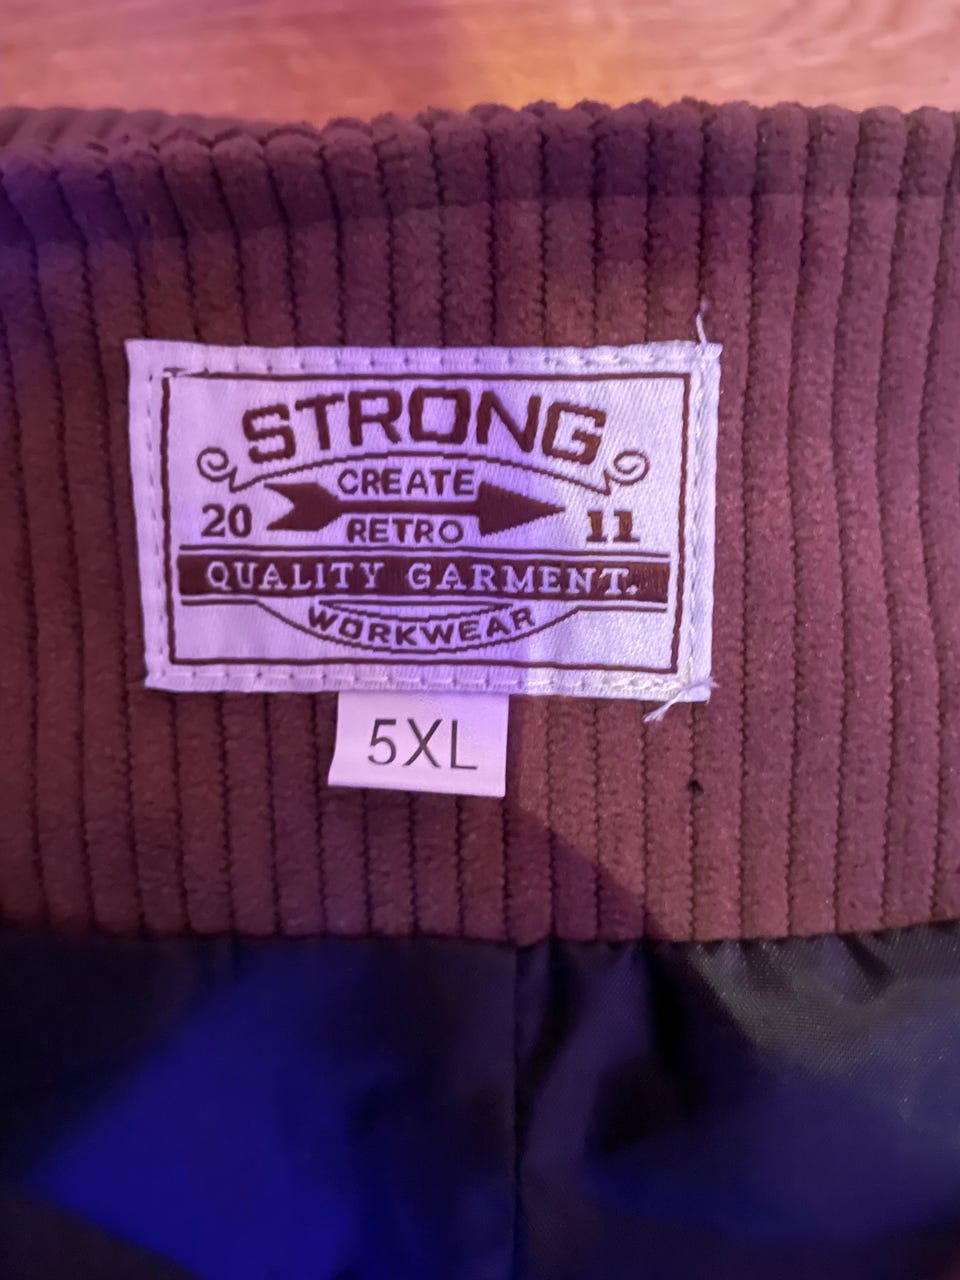 STRONG
CREATE
20 11
RETRO
QUALITY GARMENT.
WORKWEAR
5XL